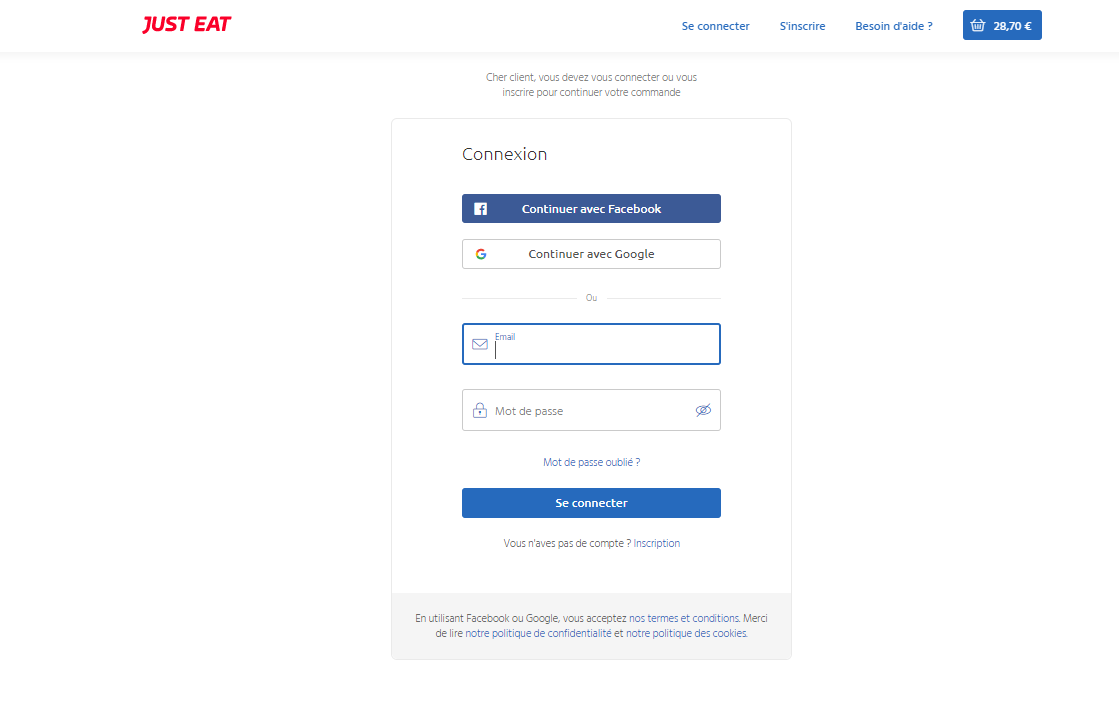 JUST EAT
Se connecter
S'inscrire
Besoin d'aide ?
28,70 €
Cher client, vous devez vous connecter ou vous
inscrire pour continuer votre commande
Connexion
Continuer avec Facebook
Continuer avec Google
Ou
Email
Mot de passe
Mot de passe oublié ?
Se connecter
Vous n'aves pas de compte ? Inscription
En utilisant Facebook ou Google, vous acceptez nos termes et conditions. Merci
de lire notre politique de confidentialité et notre politique des cookies.